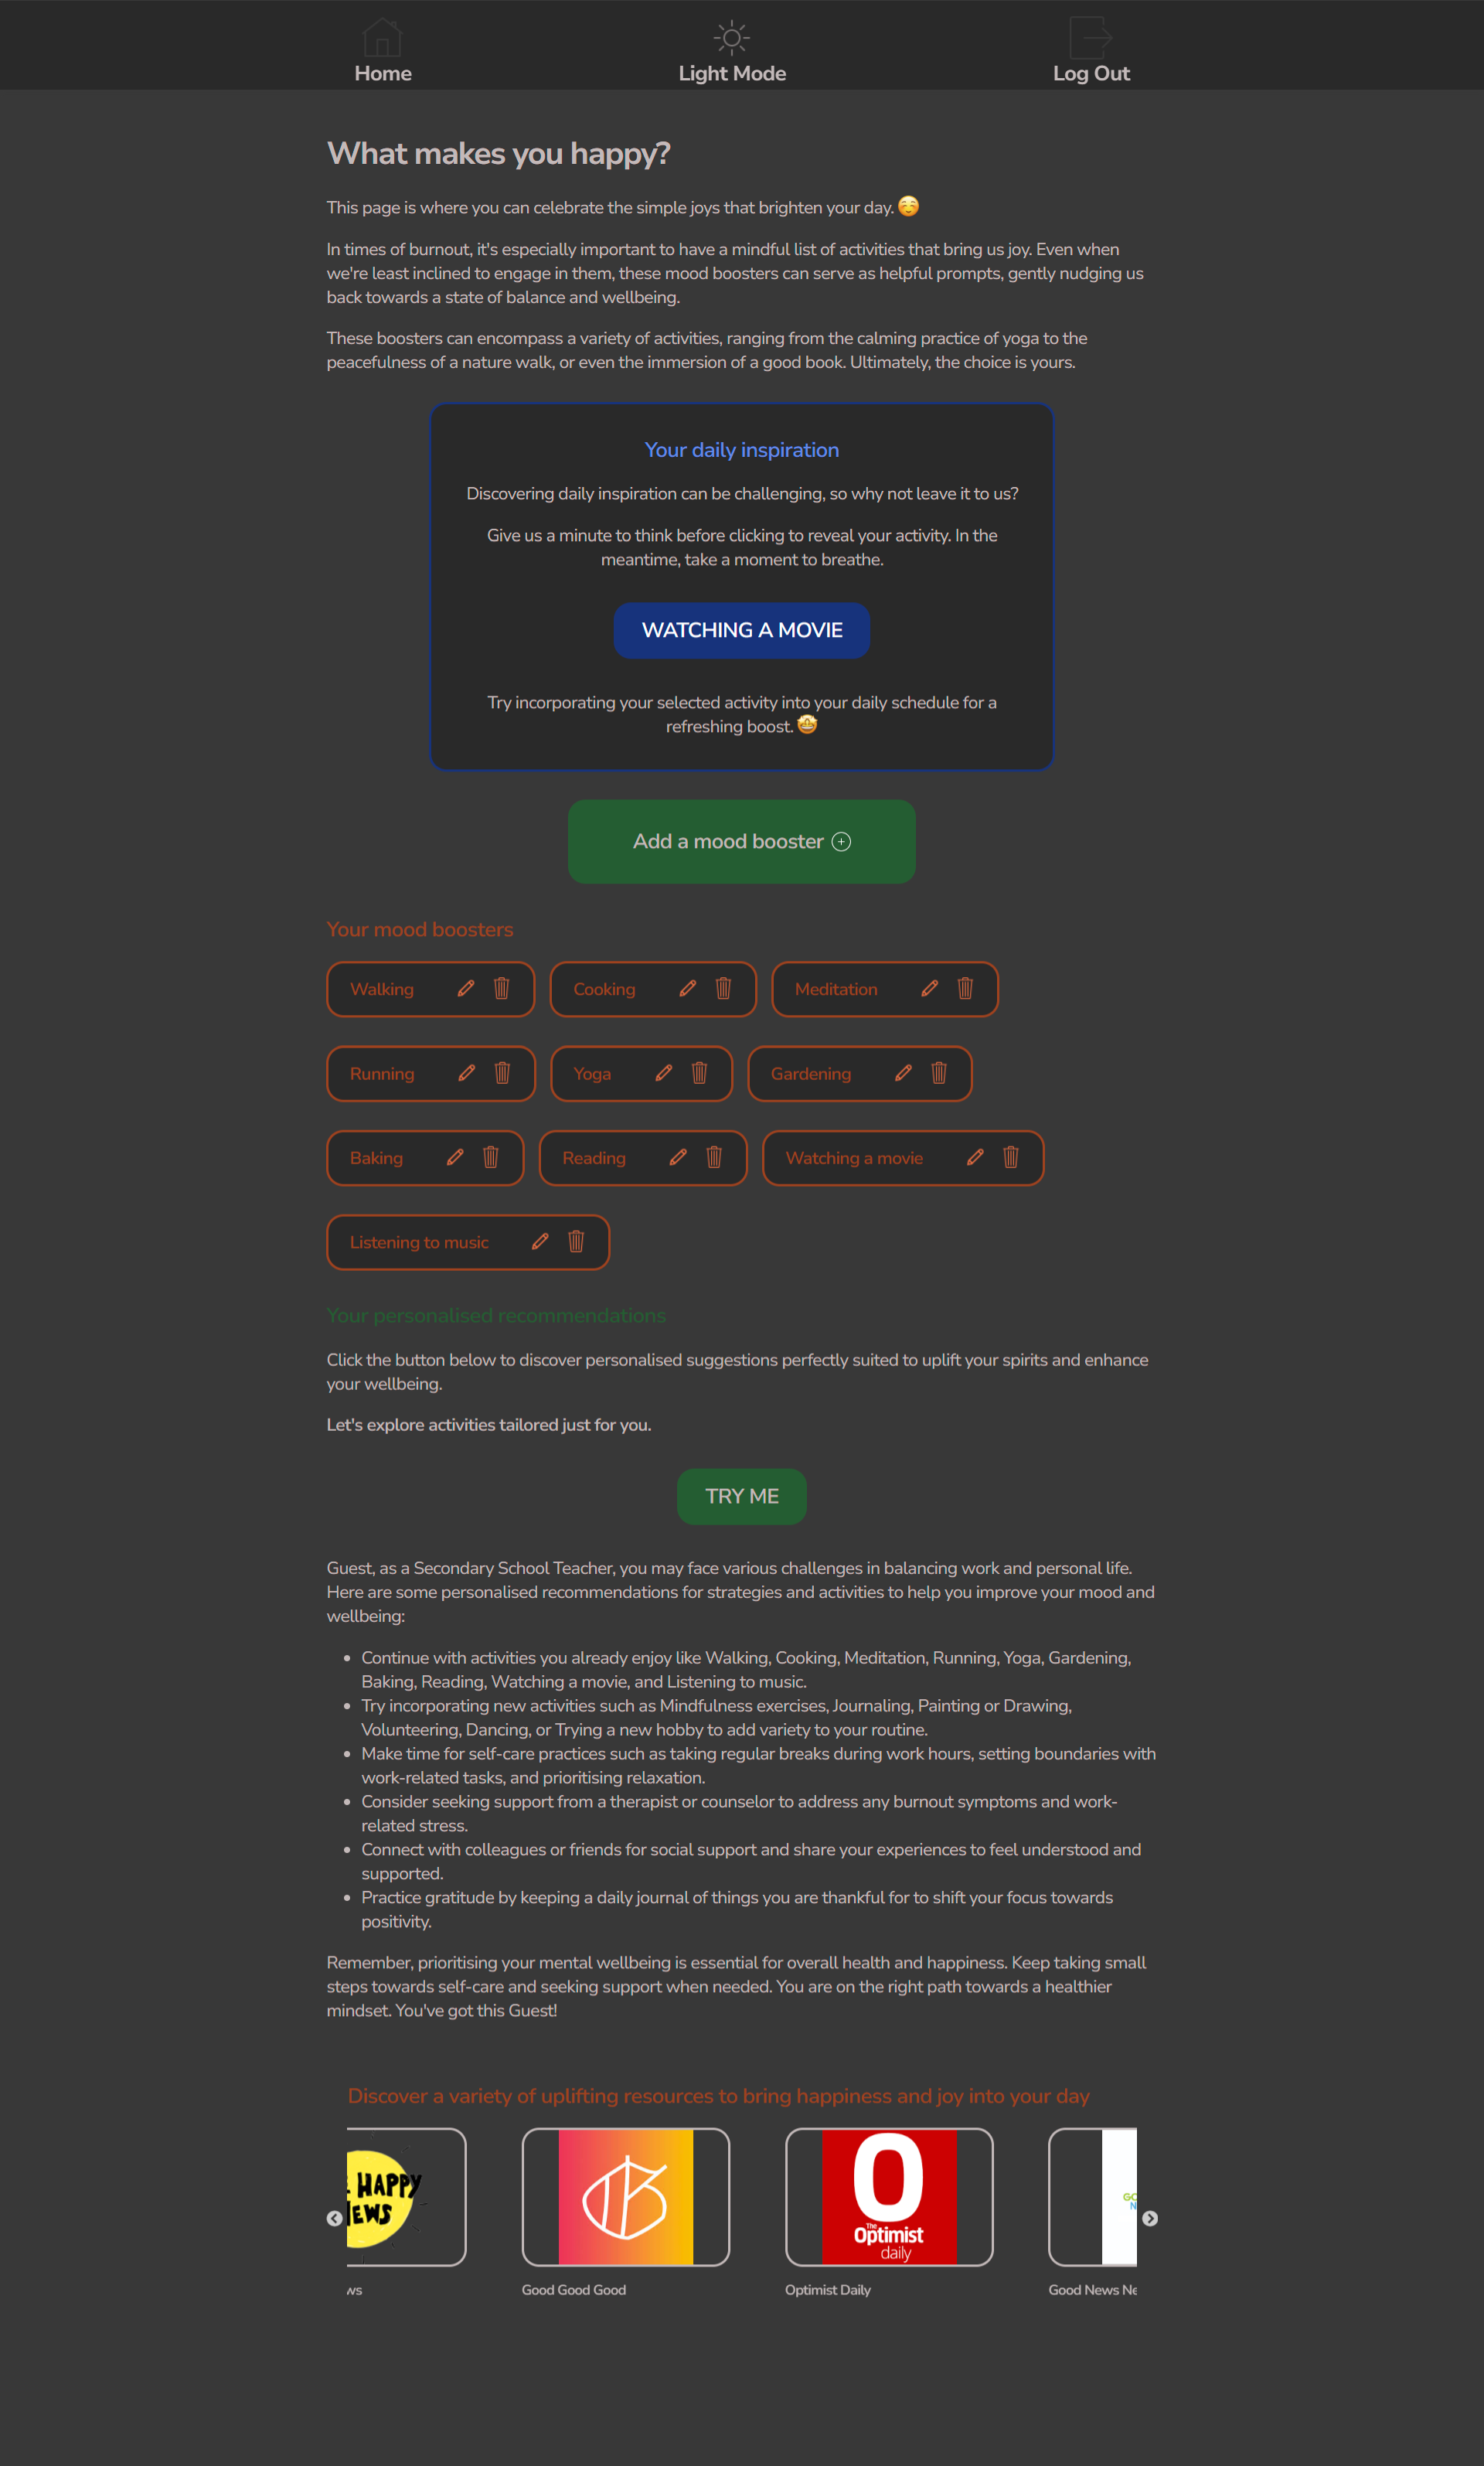 Home
Light Mode
Log Out
What makes you happy?
This page is where you can celebrate the simple joys that brighten your day. ☺️
In times of burnout, it's especially important to have a mindful list of activities that bring us joy. Even when
we're least inclined to engage in them, these mood boosters can serve as helpful prompts, gently nudging us
back towards a state of balance and wellbeing.
These boosters can encompass a variety of activities, ranging from the calming practice of yoga to the
peacefulness of a nature walk, or even the immersion of a good book. Ultimately, the choice is yours.
Your daily inspiration
Discovering daily inspiration can be challenging, so why not leave it to us?
Give us a minute to think before clicking to reveal your activity. In the
meantime, take a moment to breathe.
WATCHING A MOVIE
Try incorporating your selected activity into your daily schedule for a
refreshing boost. 🤩
Add a mood booster
Your mood boosters
Walking
Cooking
Meditation
Running
Yoga
Gardening
Baking
Reading
Watching a movie
Listening to music
Your personalised recommendations
Click the button below to discover personalised suggestions perfectly suited to uplift your spirits and enhance
your wellbeing.
Let's explore activities tailored just for you.
TRY ME
Guest, as a Secondary School Teacher, you may face various challenges in balancing work and personal life.
Here are some personalised recommendations for strategies and activities to help you improve your mood and
wellbeing:
• Continue with activities you already enjoy like Walking, Cooking, Meditation, Running, Yoga, Gardening,
Baking, Reading, Watching a movie, and Listening to music.
• Try incorporating new activities such as Mindfulness exercises, Journaling, Painting or Drawing,
Volunteering, Dancing, or Trying a new hobby to add variety to your routine.
• Make time for self-care practices such as taking regular breaks during work hours, setting boundaries with
work-related tasks, and prioritising relaxation.
• Consider seeking support from a therapist or counselor to address any burnout symptoms and work-
related stress.
• Connect with colleagues or friends for social support and share your experiences to feel understood and
supported.
• Practice gratitude by keeping a daily journal of things you are thankful for to shift your focus towards
positivity.
Remember, prioritising your mental wellbeing is essential for overall health and happiness. Keep taking small
steps towards self-care and seeking support when needed. You are on the right path towards a healthier
mindset. You've got this Guest!
Discover a variety of uplifting resources to bring happiness and joy into your day
HAPPY
EWS
G
The
Optimist
daily
GO
N
ws
Good Good Good
Optimist Daily
Good News Ne